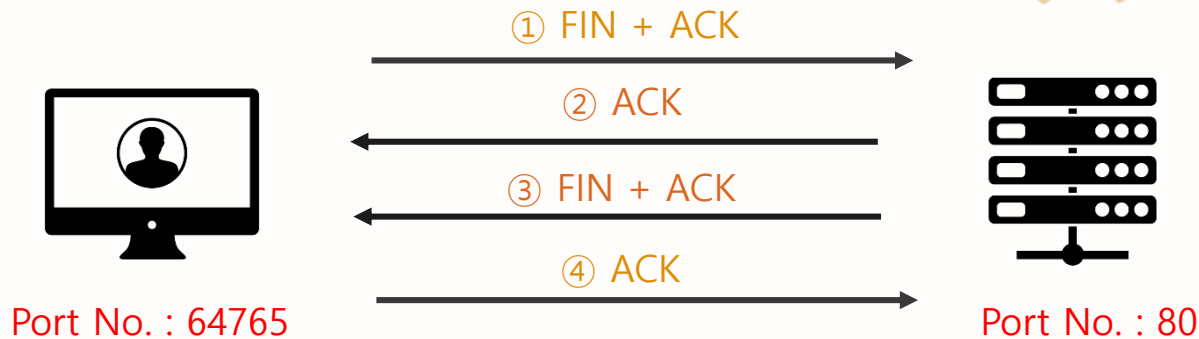 ① FIN + ACK
② ACK
③ FIN + ACK
④ ACK
Port No. : 64765
Port No. : 80